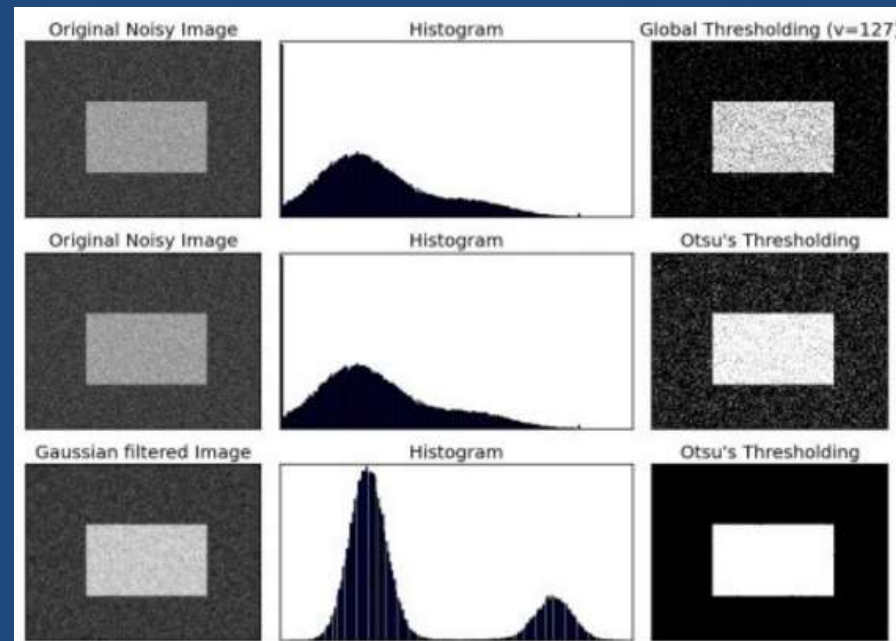 Original Noisy Image
Histogram
Global Thresholding (v=127)
Original Noisy Image
Histogram
Otsu's Thresholding
Gaussian filtered Image
Histogram
Otsu's Thresholding